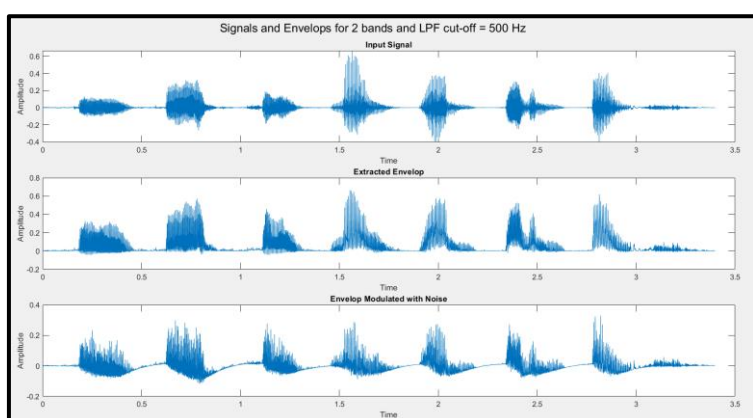 Signals and Envelops for 2 bands and LPF cut-off = 500 Hz
Input Signal
0.6
0.4
0.2
0
-0.2
-0.4
Amplitude
0 0.5 1 1.5 2 2.5 3 3.5
Time
Extracted Envelop
0.8
0.6
0.4
0.2
0
-0.2
Amplitude
0 0.5 1 1.5 2 2.5 3 3.5
Time
Envelop Modulated with Noise
0.4
0.2
0
-0.2
Amplitude
0 0.5 1 1.5 2 2.5 3 3.5
Time